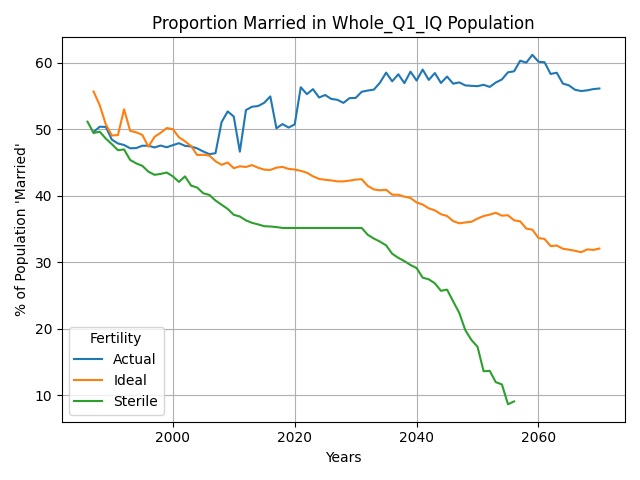 Proportion Married in Whole_Q1_IQ Population
% of Population 'Married'
60
50
40
30
20
10
Fertility
Actual
Ideal
Sterile
2000
2020
2040
2060
Years